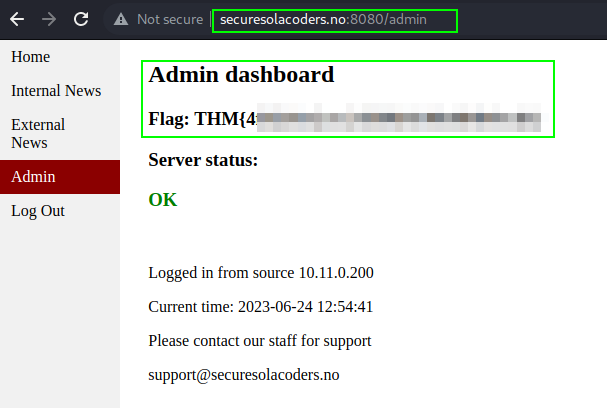 Not secure securesolacoders.no:8080/admin
Home
Internal News
External
News
Admin
Log Out
Admin dashboard
Flag: THM{4
Server status:
OK
Logged in from source 10.11.0.200
Current time: 2023-06-24 12:54:41
Please contact our staff for support
support@securesolacoders.no